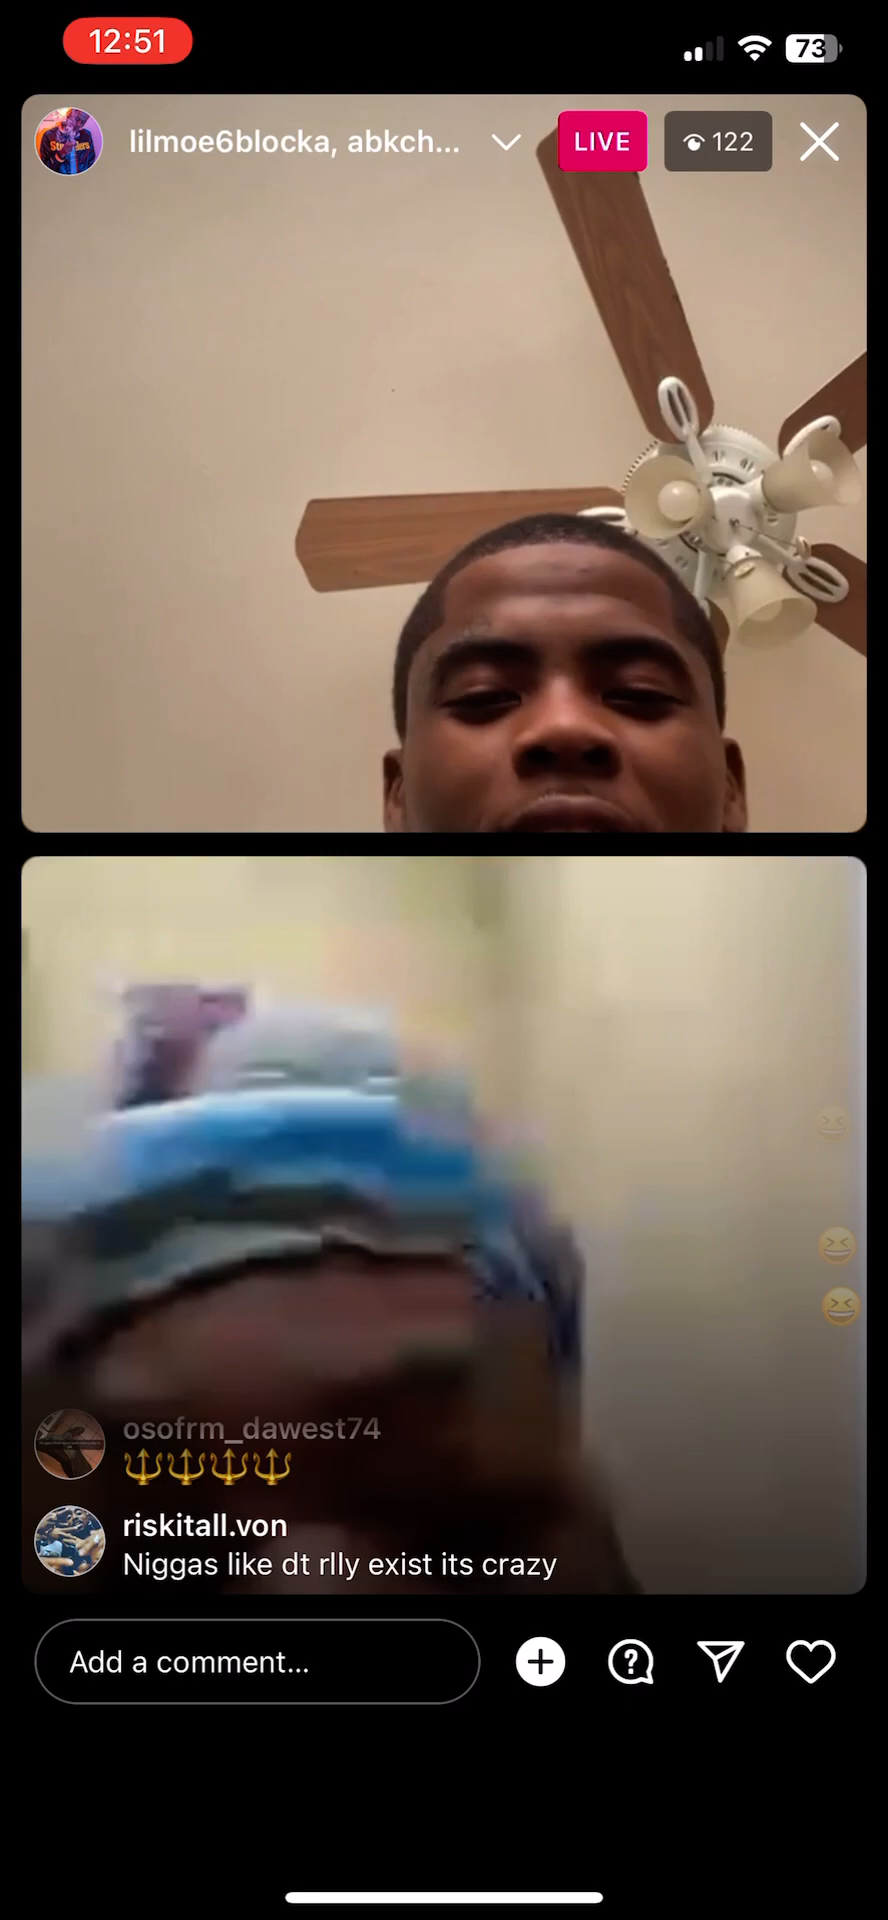 12:51
73
lilmoe6blocka, abkch...
LIVE
122
osofrm_dawest74
🔱🔱🔱🔱
riskitall.von
Niggas like dt rlly exist its crazy
Add a comment...